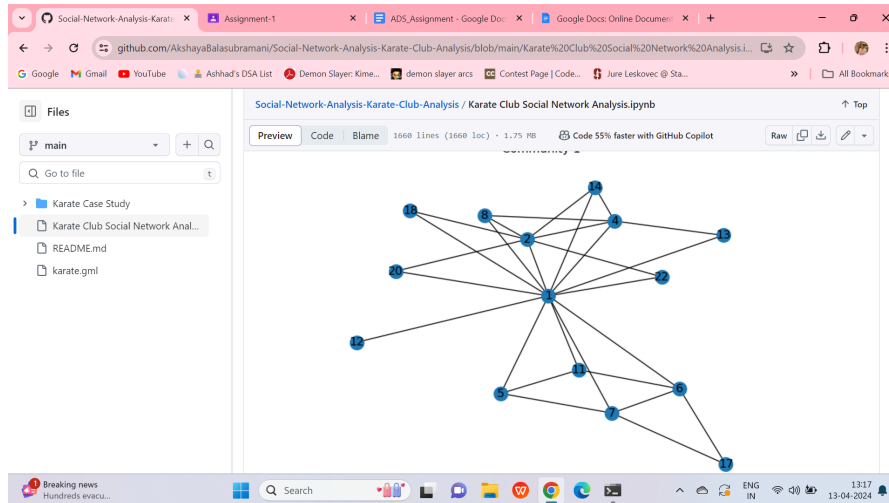 Social-Network-Analysis-Karate
Assignment-1
ADS_Assignment - Google Doc
Google Docs: Online Document
github.com/AkshayaBalasubramani/Social-Network-Analysis-Karate-Club-Analysis/blob/main/Karate%20Club%20Social%20Network%20Analysis.i...
Google
Gmail
YouTube
Ashhad's DSA List
Demon Slayer: Kime...
demon slayer arcs
CC
Contest Page | Code...
Jure Leskovec @ Sta...
All Bookmark
Files
main
Go to file
t
Karate Case Study
Karate Club Social Network Anal...
README.md
karate.gml
Social-Network-Analysis-Karate-Club-Analysis / Karate Club Social Network Analysis.ipynb
Top
Preview
Code
Blame
1660 lines (1660 loc) · 1.75 MB
Code 55% faster with GitHub Copilot
Raw
Community 1
14
18
8
4
2
13
20
22
1
12
11
5
6
7
17
1
Breaking news
Hundreds evacu...
Search
ENG
IN
13:17
13-04-2024